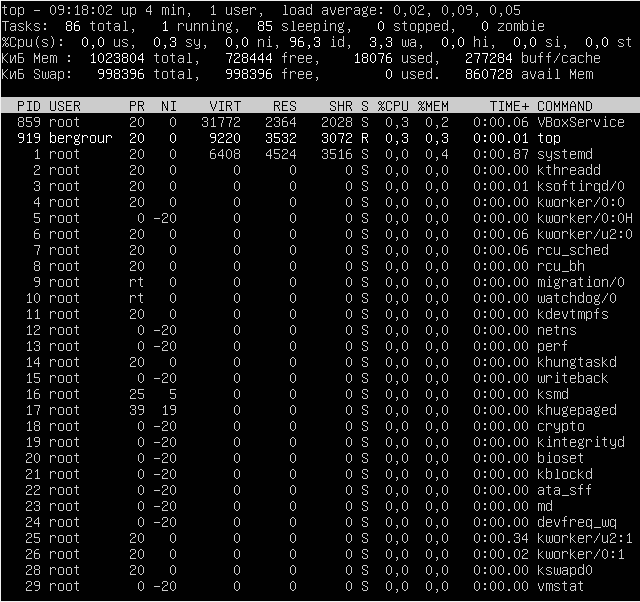 top - 09:18:02 up 4 min,  1 user,  load average: 0,02, 0,09, 0,05
Tasks:  86 total,   1 running,  85 sleeping,   0 stopped,   0 zombie
%Cpu(s):  0,0 us,  0,3 sy,  0,0 ni, 96,3 id,  3,3 wa,  0,0 hi,  0,0 si,  0,0 st
КиБ Mem :  1023804 total,   728444 free,    18076 used,   277284 buff/cache
КиБ Swap:   998396 total,   998396 free,        0 used.   860728 avail Mem
PID USER      PR  NI    VIRT    RES    SHR S %CPU %MEM     TIME+ COMMAND
859 root      20   0   31772   2364   2028 S  0,3  0,2   0:00.06 VBoxService
919 bergrour  20   0    9220   3532   3072 R  0,3  0,3   0:00.01 top
1 root      20   0    6408   4524   3516 S  0,0  0,4   0:00.87 systemd
2 root      20   0       0      0      0 S  0,0  0,0   0:00.00 kthreadd
3 root      20   0       0      0      0 S  0,0  0,0   0:00.01 ksoftirqd/0
4 root      20   0       0      0      0 S  0,0  0,0   0:00.00 kworker/0:0
5 root       0 -20       0      0      0 S  0,0  0,0   0:00.00 kworker/0:0H
6 root      20   0       0      0      0 S  0,0  0,0   0:00.06 kworker/u2:0
7 root      20   0       0      0      0 S  0,0  0,0   0:00.06 rcu_sched
8 root      20   0       0      0      0 S  0,0  0,0   0:00.00 rcu_bh
9 root      rt   0       0      0      0 S  0,0  0,0   0:00.00 migration/0
10 root      rt   0       0      0      0 S  0,0  0,0   0:00.00 watchdog/0
11 root      20   0       0      0      0 S  0,0  0,0   0:00.00 kdevtmpfs
12 root       0 -20       0      0      0 S  0,0  0,0   0:00.00 netns
13 root       0 -20       0      0      0 S  0,0  0,0   0:00.00 perf
14 root      20   0       0      0      0 S  0,0  0,0   0:00.00 khungtaskd
15 root       0 -20       0      0      0 S  0,0  0,0   0:00.00 writeback
16 root      25   5       0      0      0 S  0,0  0,0   0:00.00 ksmd
17 root      39  19       0      0      0 S  0,0  0,0   0:00.00 khugepaged
18 root       0 -20       0      0      0 S  0,0  0,0   0:00.00 crypto
19 root       0 -20       0      0      0 S  0,0  0,0   0:00.00 kintegrityd
20 root       0 -20       0      0      0 S  0,0  0,0   0:00.00 bioset
21 root       0 -20       0      0      0 S  0,0  0,0   0:00.00 kblockd
22 root       0 -20       0      0      0 S  0,0  0,0   0:00.00 ata_sff
23 root       0 -20       0      0      0 S  0,0  0,0   0:00.00 md
24 root       0 -20       0      0      0 S  0,0  0,0   0:00.00 devfreq_wq
25 root      20   0       0      0      0 S  0,0  0,0   0:00.34 kworker/u2:1
26 root      20   0       0      0      0 S  0,0  0,0   0:00.02 kworker/0:1
28 root      20   0       0      0      0 S  0,0  0,0   0:00.00 kswapd0
29 root       0 -20       0      0      0 S  0,0  0,0   0:00.00 vmstat